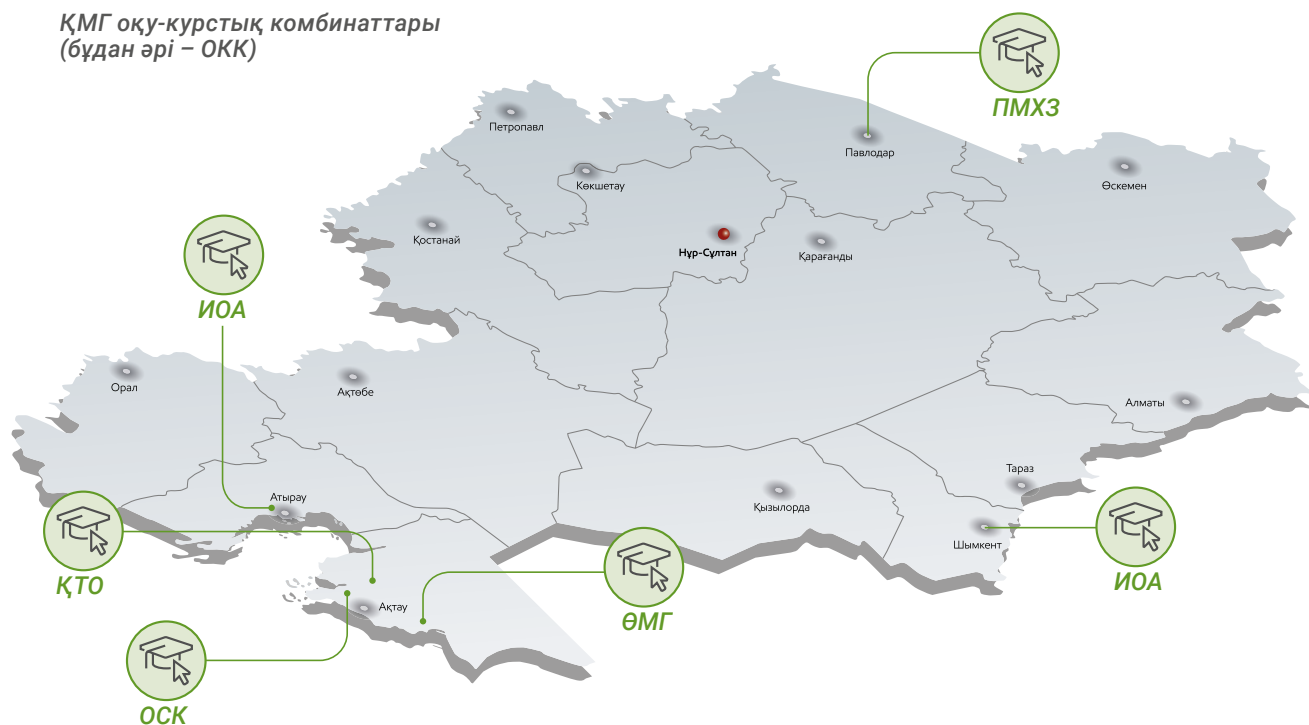 ҚМГ оқу-курстық комбинаттары
(бұдан әрі – ОКК)
ПМХЗ
Петропавл
Павлодар
Көкшетау
Өскемен
Қостанай
Нұр-Сұлтан
Қарағанды
ИОА
Орал
Ақтөбе
Алматы
Тараз
Атырау
Қызылорда
Шымкент
ҚТО
ИОА
Ақтау
ӨМГ
ОСК